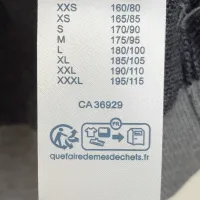 XXS 160/80
XS 165/85
S 170/90
M 175/95
L 180/100
XL 185/105
XXL 190/110
XXXL 195/115
CA 36929
FR
quefairedemesdechets.fr